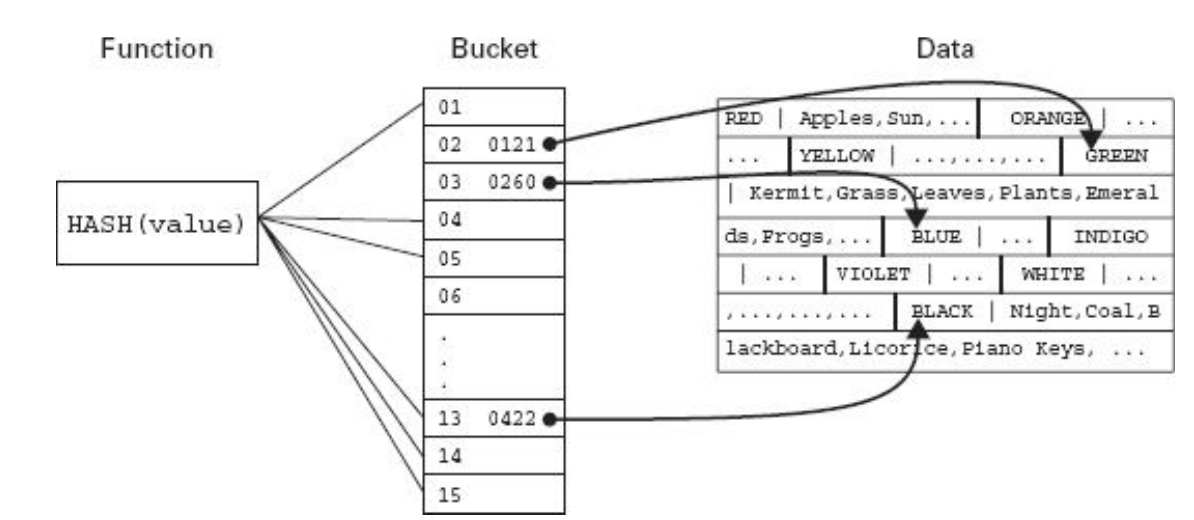 Function Bucket Data
HASH(value)
01
02 0121
03 0260
04
05
06
.
.
.
13 0422
14
15
RED | Apples,Sun,... ORANGE | ...
... YELLOW | ...,...,... GREEN
| Kermit,Grass,Leaves,Plants,Emeral
ds,Frogs,... BLUE | ... INDIGO
| ... VIOLET | ... WHITE | ...
,...,...,... BLACK | Night,Coal,B
lackboard,Licorice,Piano Keys, ...